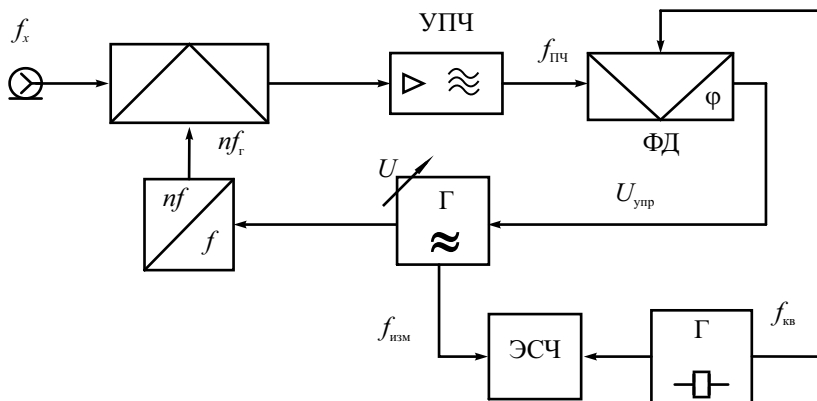 УПЧ
f_x
f_ПЧ
φ
nf_г
ФД
U
nf
f
Г
U_упр
f_изм
ЭСЧ
Г
f_кв